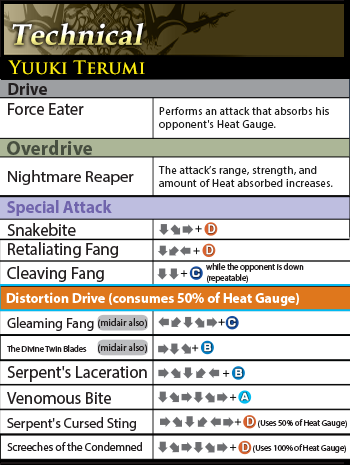 Technical
YUUKI TERUMI
Drive
Force Eater
Performs an attack that absorbs his
opponent's Heat Gauge.
Overdrive
Nightmare Reaper
The attack's range, strength, and
amount of Heat absorbed increases.
Special Attack
Snakebite
+ D
Retaliating Fang
+ D
Cleaving Fang
+ C while the opponent is down
(repeatable)
Distortion Drive (consumes 50% of Heat Gauge)
Gleaming Fang (midair also)
+ C
The Divine Twin Blades (midair also)
+ B
Serpent's Laceration
+ B
Venomous Bite
+ A
Serpent's Cursed Sting
+ D (Uses 50% of Heat Gauge)
Screeches of the Condemned
+ D (Uses 100% of Heat Gauge)